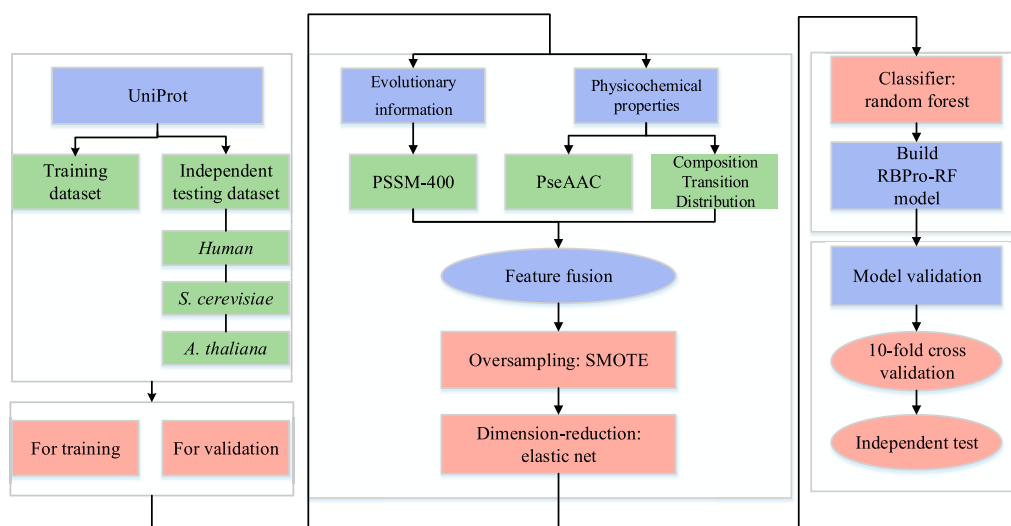 UniProt
Training
dataset
Independent
testing dataset
Human
S. cerevisiae
A. thaliana
For training
For validation
Evolutionary
information
Physicochemical
properties
PSSM-400
PseAAC
Composition
Transition
Distribution
Feature fusion
Oversampling: SMOTE
Dimension-reduction:
elastic net
Classifier:
random forest
Build
RBPro-RF
model
Model validation
10-fold cross
validation
Independent test